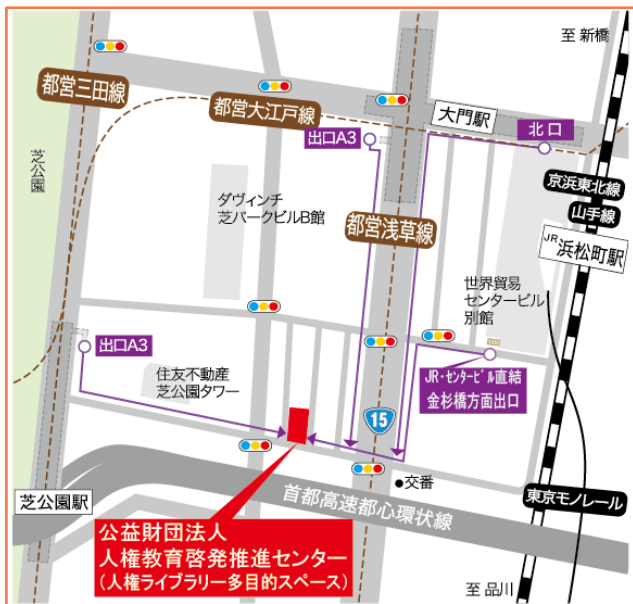 至 新橋
都営三田線
都営大江戸線
大門駅
北口
出口A3
芝公園
京浜東北線
山手線
ダヴィンチ
芝パークビルB館
都営浅草線
JR浜松町駅
世界貿易
センタービル
別館
出口A3
住友不動産
芝公園タワー
JR・センタービル直結
金杉橋方面出口
15
交番
芝公園駅
首都高速都心環状線
東京モノレール
公益財団法人
人権教育啓発推進センター
(人権ライブラリー多目的スペース)
至 品川